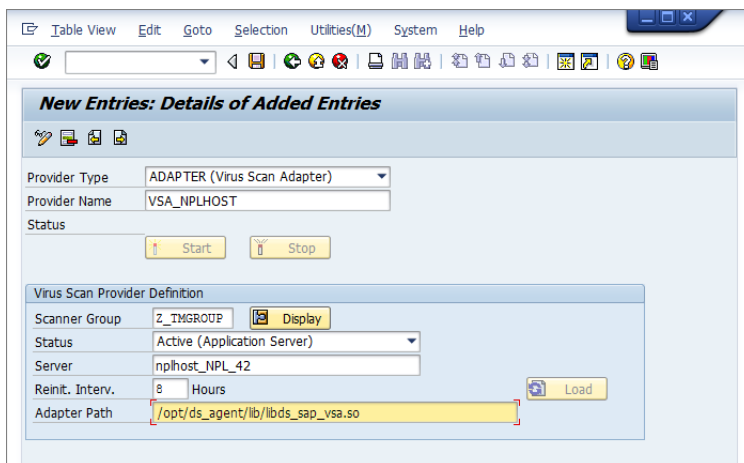 Table View Edit Goto Selection Utilities(M) System Help
New Entries: Details of Added Entries
Provider Type ADAPTER (Virus Scan Adapter)
Provider Name VSA_NPLHOST
Status
Start Stop
Virus Scan Provider Definition
Scanner Group Z_TMGROUP Display
Status Active (Application Server)
Server nplhost_NPL_42
Reinit. Interv. 8 Hours Load
Adapter Path /opt/ds_agent/lib/libds_sap_vsa.so